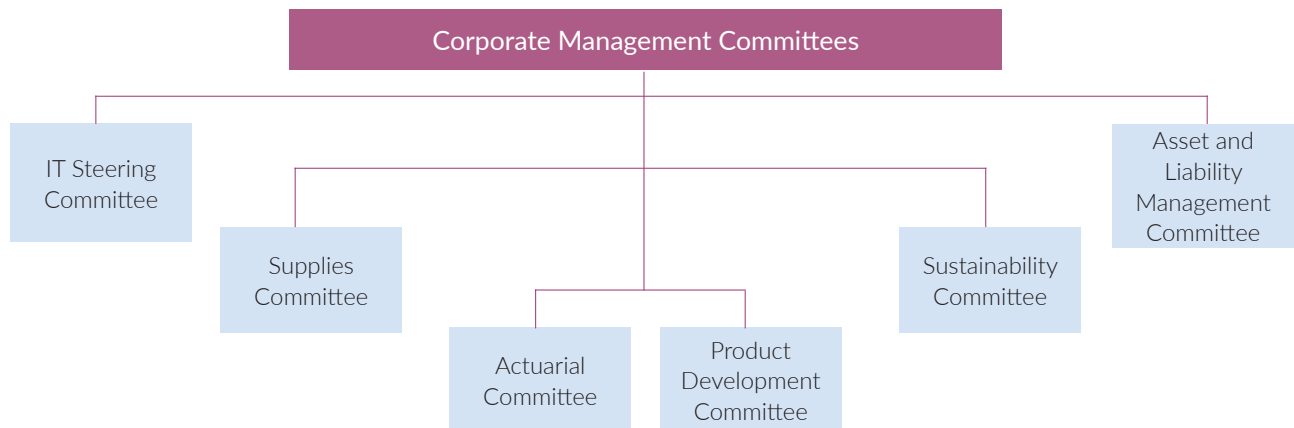 Corporate Management Committees
IT Steering
Committee
Supplies
Committee
Actuarial
Committee
Product
Development
Committee
Sustainability
Committee
Asset and
Liability
Management
Committee